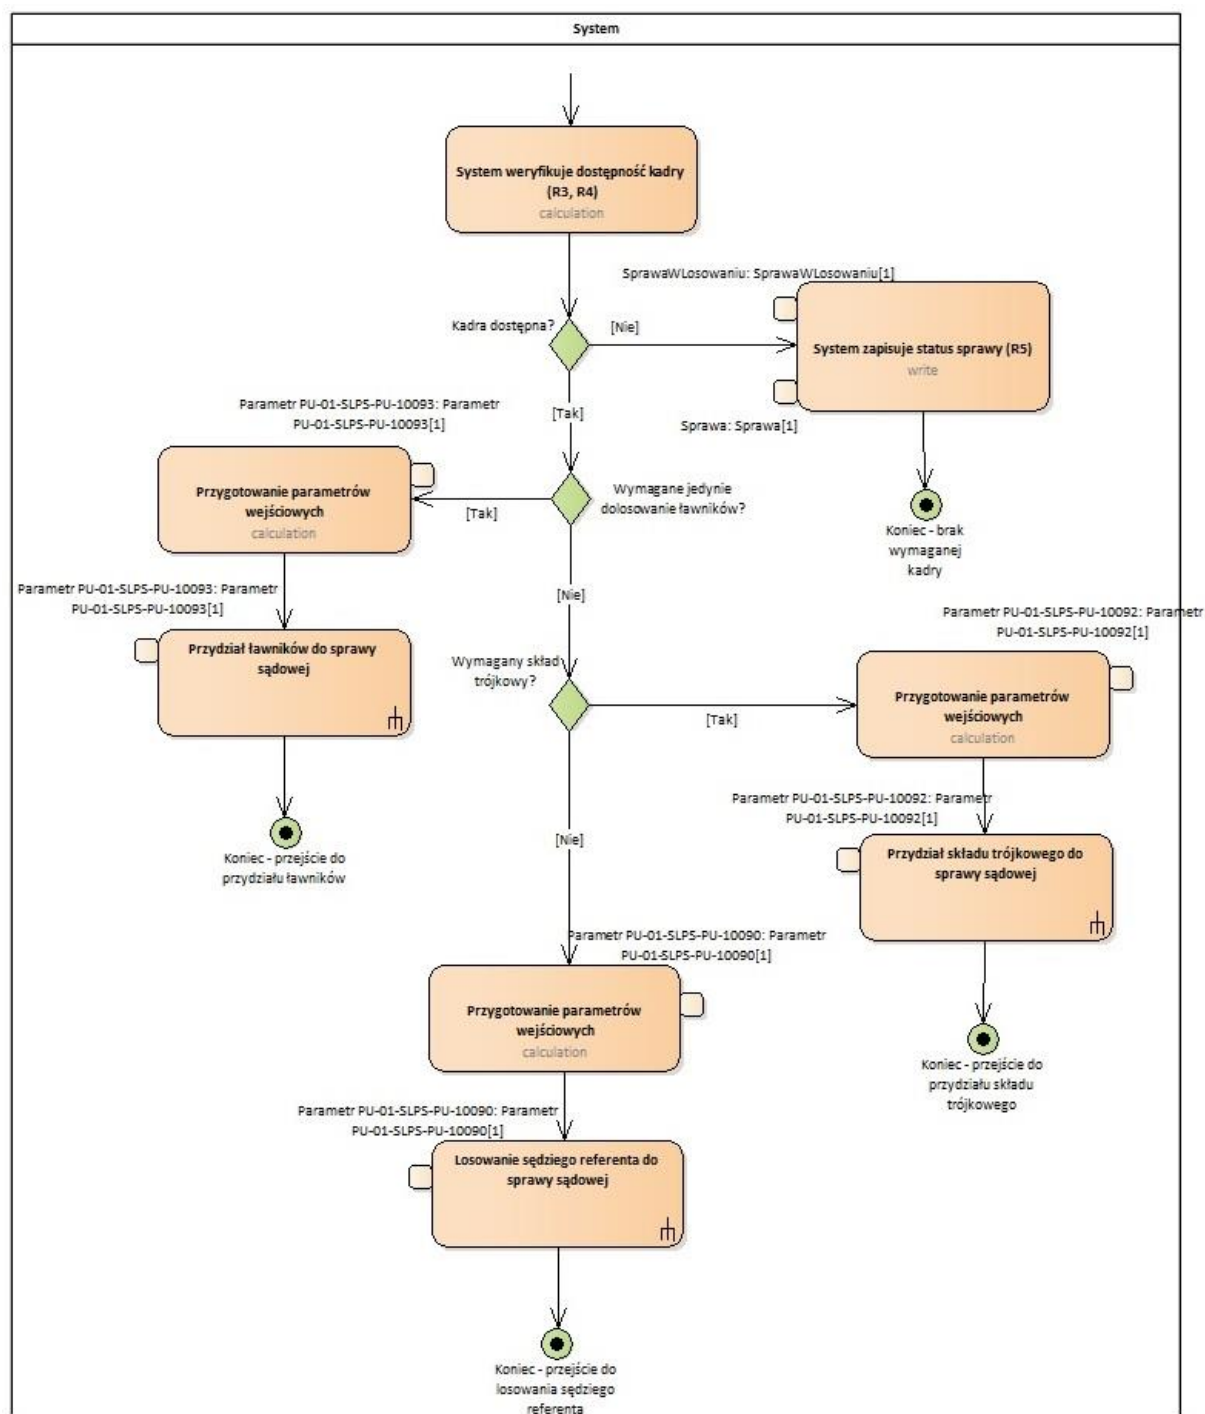 System
System weryfikuje dostępność kadry
(R3, R4)
calculation
SprawaWLosowaniu: SprawaWLosowaniu[1]
Kadra dostępna?
[Nie]
System zapisuje status sprawy (R5)
write
Sprawa: Sprawa[1]
[Tak]
Parametr PU-01-SLPS-PU-10093: Parametr
PU-01-SLPS-PU-10093[1]
Przygotowanie parametrów
wejściowych
calculation
[Tak]
Wymagane jedynie
dolosowanie ławników?
Koniec - brak
wymaganej
kadry
Parametr PU-01-SLPS-PU-10093: Parametr
PU-01-SLPS-PU-10093[1]
[Nie]
Przydział ławników do sprawy
sądowej
Parametr PU-01-SLPS-PU-10092: Parametr
PU-01-SLPS-PU-10092[1]
Wymagany skład
trójkowy?
[Tak]
Przygotowanie parametrów
wejściowych
calculation
Parametr PU-01-SLPS-PU-10092: Parametr
PU-01-SLPS-PU-10092[1]
Koniec - przejście do
przydziału ławników
[Nie]
Przydział składu trójkowego do
sprawy sądowej
Parametr PU-01-SLPS-PU-10090: Parametr
PU-01-SLPS-PU-10090[1]
Przygotowanie parametrów
wejściowych
calculation
Koniec - przejście do
przydziału składu
trójkowego
Parametr PU-01-SLPS-PU-10090: Parametr
PU-01-SLPS-PU-10090[1]
Losowanie sędziego referenta do
sprawy sądowej
Koniec - przejście do
losowania sędziego
referenta